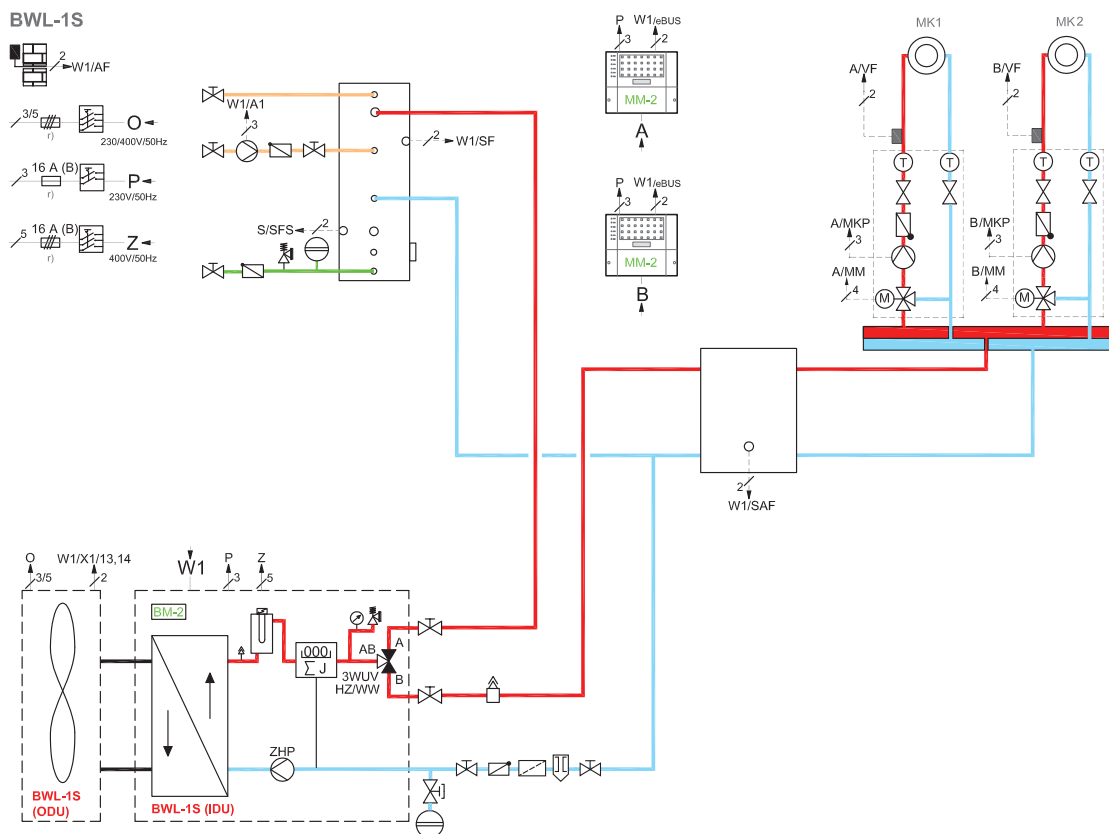 BWL-1S
2
W1/AF
3/5
r)
O
230/400V/50Hz
16 A (B)
3
r)
P
230V/50Hz
16 A (B)
5
r)
Z
400V/50Hz
W1/A1
3
2
W1/SF
S/SFS
2
P
W1/eBUS
3
2
MM-2
A
P
W1/eBUS
3
2
MM-2
B
MK1
MK2
A/VF
2
B/VF
2
T
T
T
T
A/MKP
3
B/MKP
3
A/MM
4
M
B/MM
4
M
2
W1/SAF
O
3/5
W1/X1/13,14
2
W1
P
3
Z
5
BM-2
000
∑ J
AB
A
B
3WUV
HZ/WW
ZHP
BWL-1S
(ODU)
BWL-1S (IDU)